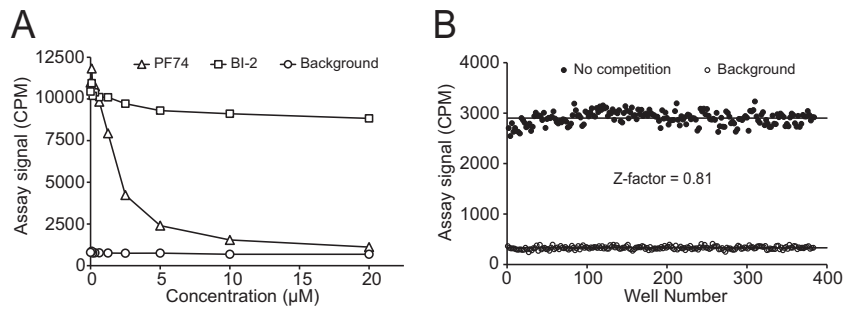 A
PF74 BI-2 Background
Assay signal (CPM)
12500
10000
7500
5000
2500
0
0 5 10 15 20
Concentration (µM)
B
No competition Background
Assay signal (CPM)
4000
3000
2000
1000
0
Z-factor = 0.81
0 100 200 300 400
Well Number